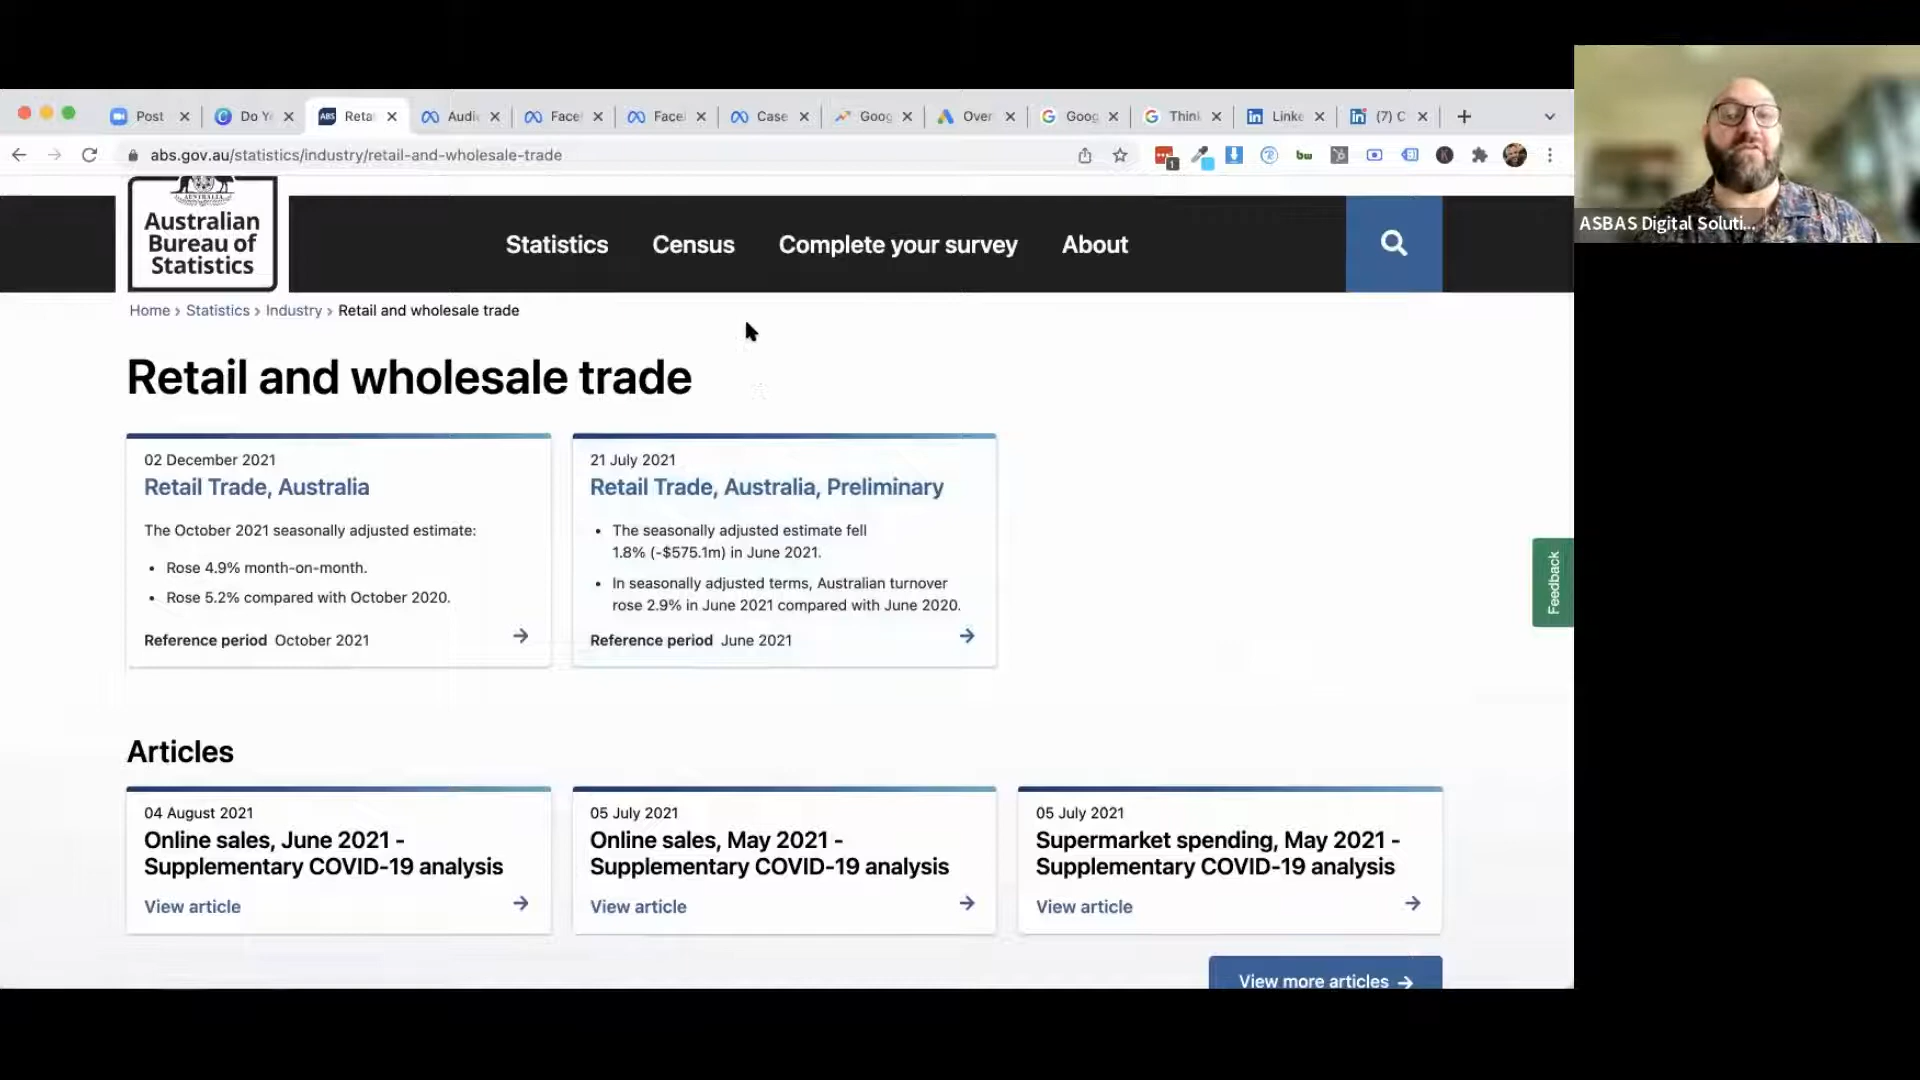 Post
Do Y
Reta
Audi
Face
Face
Case
Goog
Over
Goog
Think
Linke
(7) C
abs.gov.au/statistics/industry/retail-and-wholesale-trade
ASBAS Digital Soluti...
AUSTRALIA
Australian
Bureau of
Statistics
Statistics
Census
Complete your survey
About
Home › Statistics › Industry › Retail and wholesale trade
Retail and wholesale trade
02 December 2021
Retail Trade, Australia
The October 2021 seasonally adjusted estimate:
• Rose 4.9% month-on-month.
• Rose 5.2% compared with October 2020.
Reference period October 2021
21 July 2021
Retail Trade, Australia, Preliminary
• The seasonally adjusted estimate fell
1.8% (-$575.1m) in June 2021.
• In seasonally adjusted terms, Australian turnover
rose 2.9% in June 2021 compared with June 2020.
Reference period June 2021
Feedback
Articles
04 August 2021
Online sales, June 2021 -
Supplementary COVID-19 analysis
View article
05 July 2021
Online sales, May 2021 -
Supplementary COVID-19 analysis
View article
05 July 2021
Supermarket spending, May 2021 -
Supplementary COVID-19 analysis
View article
View more articles